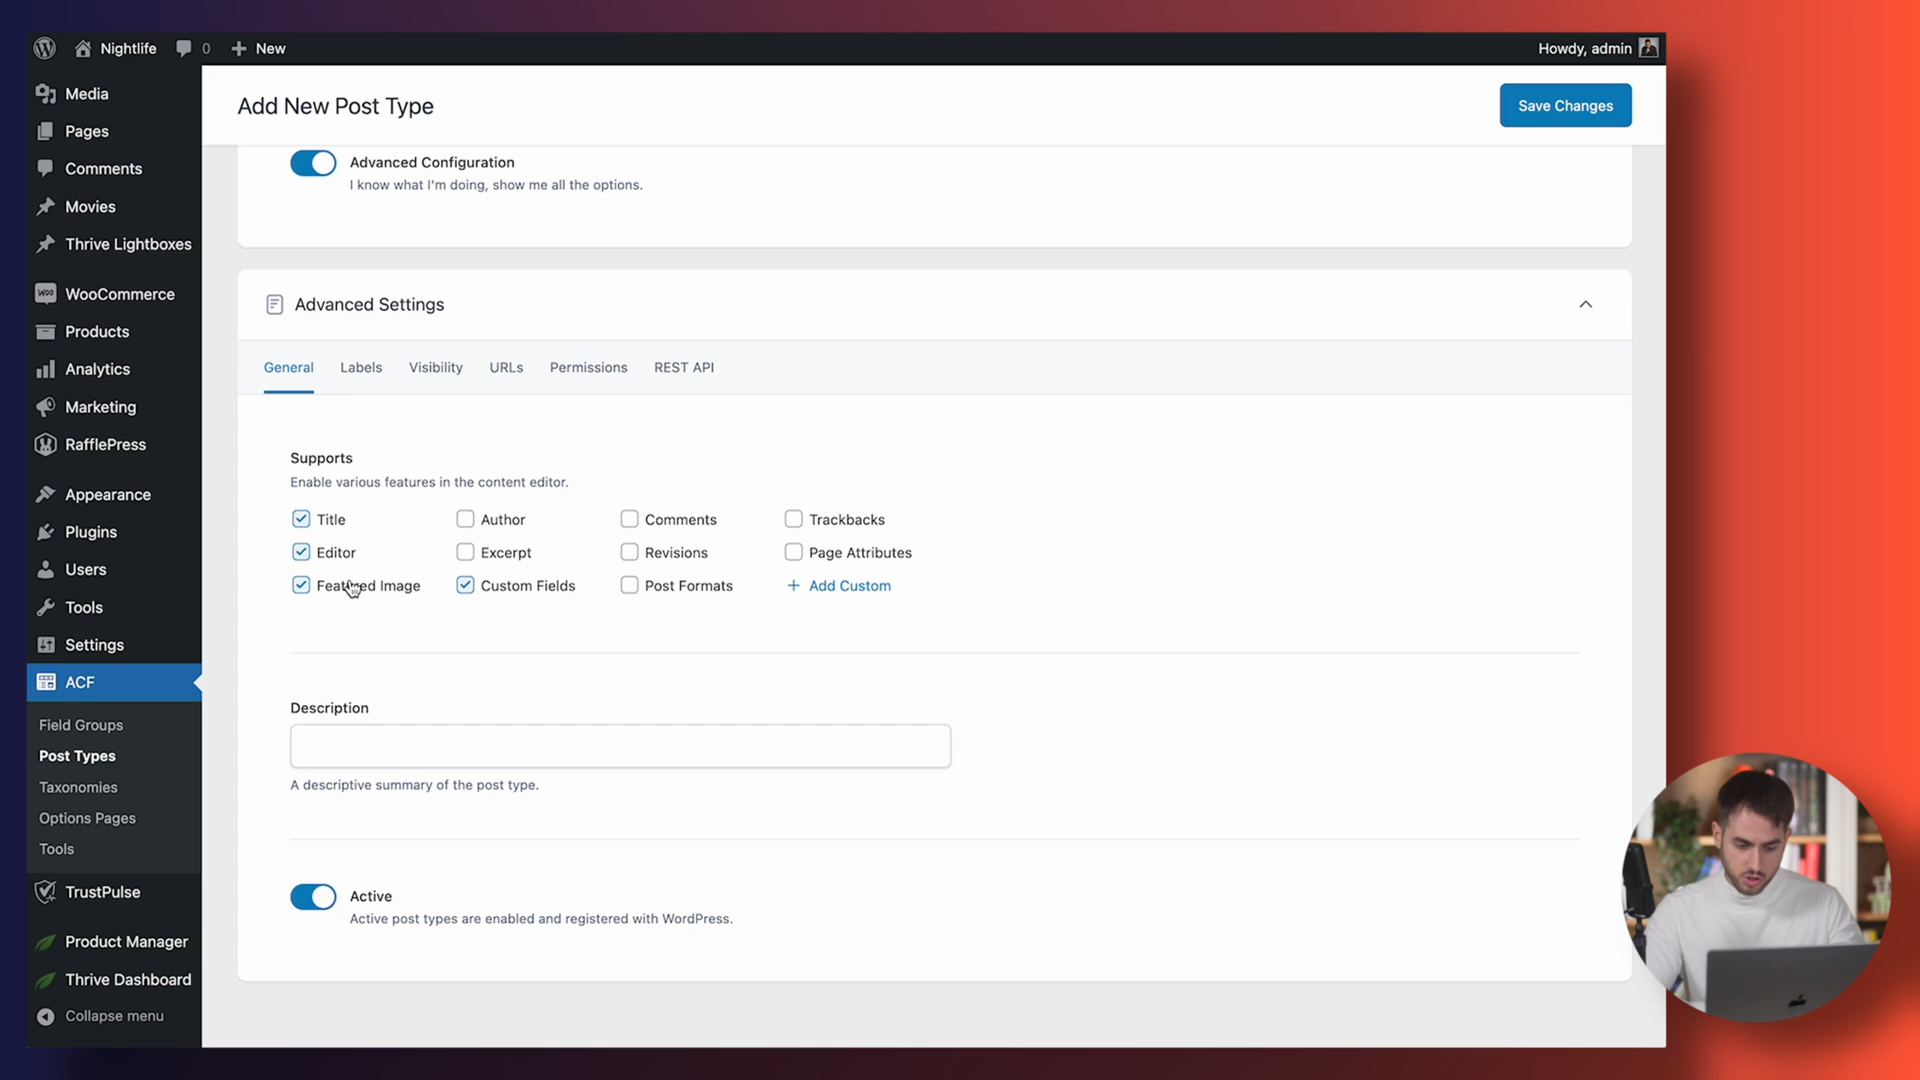 Nightlife
0
New
Howdy, admin
Media
Pages
Comments
Movies
Thrive Lightboxes
WooCommerce
Products
Analytics
Marketing
RafflePress
Appearance
Plugins
Users
Tools
Settings
ACF
Field Groups
Post Types
Taxonomies
Options Pages
Tools
TrustPulse
Product Manager
Thrive Dashboard
Collapse menu
Add New Post Type
Save Changes
Advanced Configuration
I know what I'm doing, show me all the options.
Advanced Settings
General Labels Visibility URLs Permissions REST API
Supports
Enable various features in the content editor.
Title Author Comments Trackbacks
Editor Excerpt Revisions Page Attributes
Featured Image Custom Fields Post Formats + Add Custom
Description
A descriptive summary of the post type.
Active
Active post types are enabled and registered with WordPress.